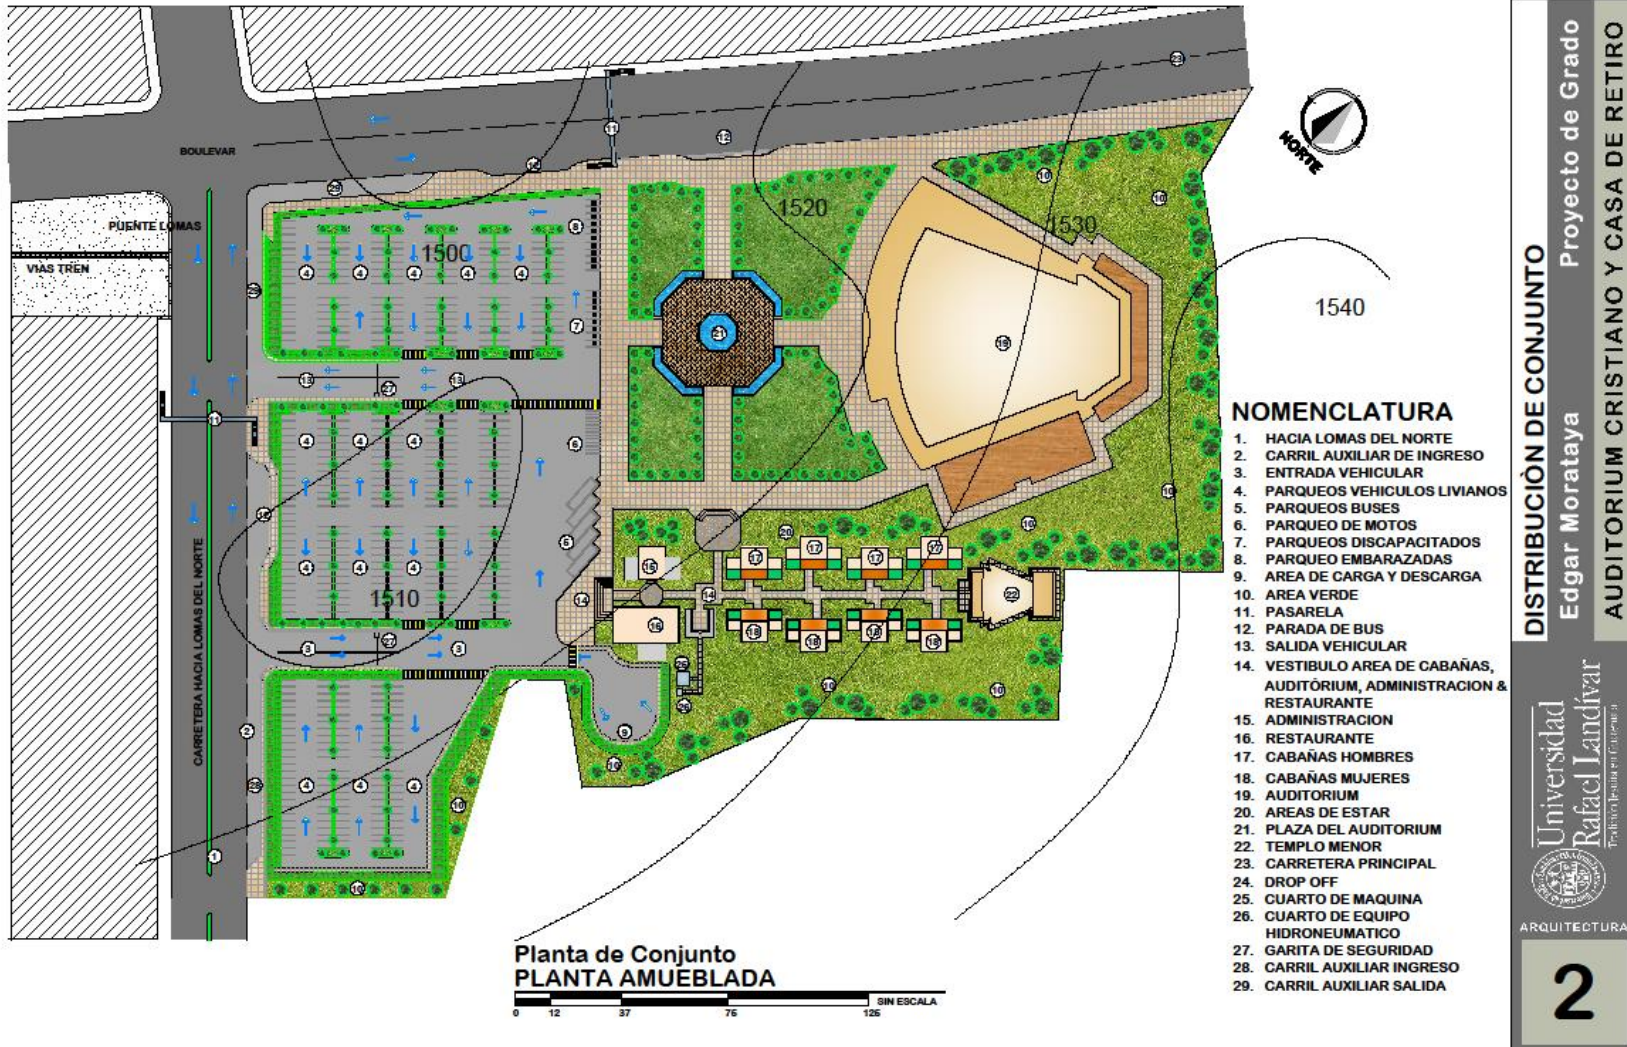 BOULEVAR
PUENTE LOMAS
VIAS TREN
CARRETERA HACIA LOMAS DEL NORTE
1500
1510
1520
1530
1540
NORTE
NOMENCLATURA
1. HACIA LOMAS DEL NORTE
2. CARRIL AUXILIAR DE INGRESO
3. ENTRADA VEHICULAR
4. PARQUEOS VEHICULOS LIVIANOS
5. PARQUEOS BUSES
6. PARQUEO DE MOTOS
7. PARQUEOS DISCAPACITADOS
8. PARQUEO EMBARAZADAS
9. AREA DE CARGA Y DESCARGA
10. AREA VERDE
11. PASARELA
12. PARADA DE BUS
13. SALIDA VEHICULAR
14. VESTIBULO AREA DE CABAÑAS,
AUDITÓRIUM, ADMINISTRACION &
RESTAURANTE
15. ADMINISTRACION
16. RESTAURANTE
17. CABAÑAS HOMBRES
18. CABAÑAS MUJERES
19. AUDITORIUM
20. AREAS DE ESTAR
21. PLAZA DEL AUDITORIUM
22. TEMPLO MENOR
23. CARRETERA PRINCIPAL
24. DROP OFF
25. CUARTO DE MAQUINA
26. CUARTO DE EQUIPO
HIDRONEUMATICO
27. GARITA DE SEGURIDAD
28. CARRIL AUXILIAR INGRESO
29. CARRIL AUXILIAR SALIDA
Planta de Conjunto
PLANTA AMUEBLADA
SIN ESCALA
0 12 37 75 125
DISTRIBUCIÒN DE CONJUNTO
Edgar Morataya Proyecto de Grado
AUDITORIUM CRISTIANO Y CASA DE RETIRO
Universidad
Rafael Landívar
ARQUITECTURA
2